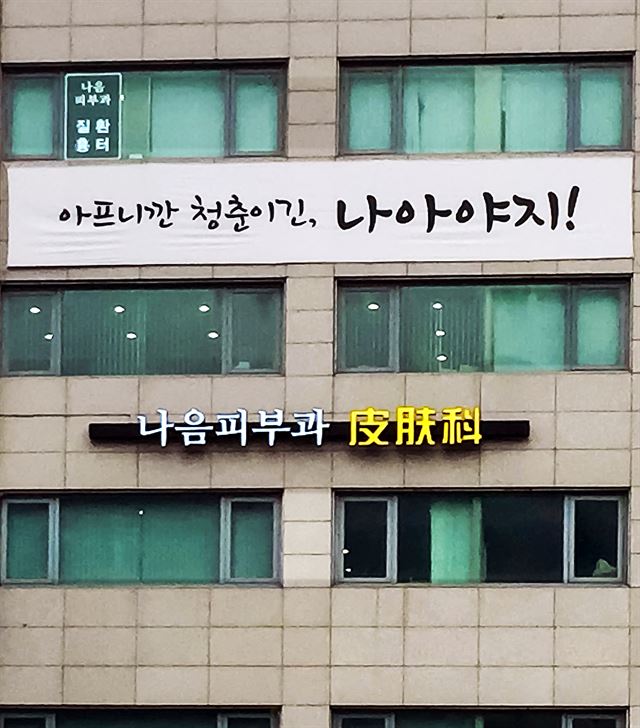 나음
피부과
질환
흉터
아프니깐 청춘이긴, 나아야지!
나음피부과 皮肤科